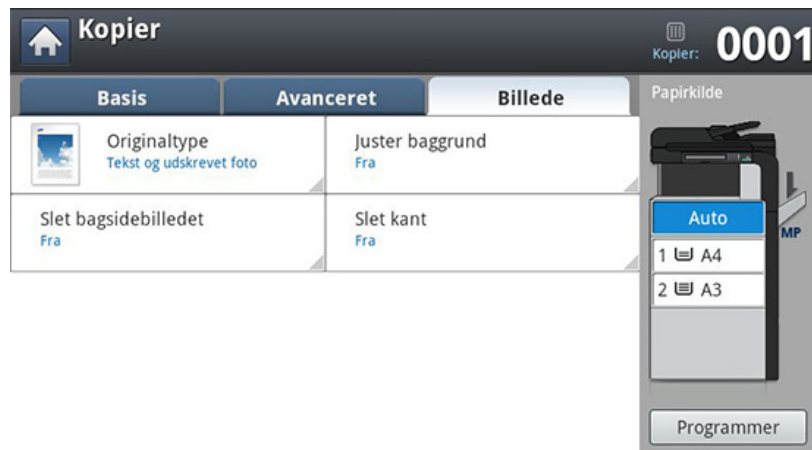 Kopier
Kopier:
0001
Basis
Avanceret
Billede
Papirkilde
Originaltype
Tekst og udskrevet foto
Juster baggrund
Fra
Slet bagsidebilledet
Fra
Slet kant
Fra
Auto
MP
1 A4
2 A3
Programmer